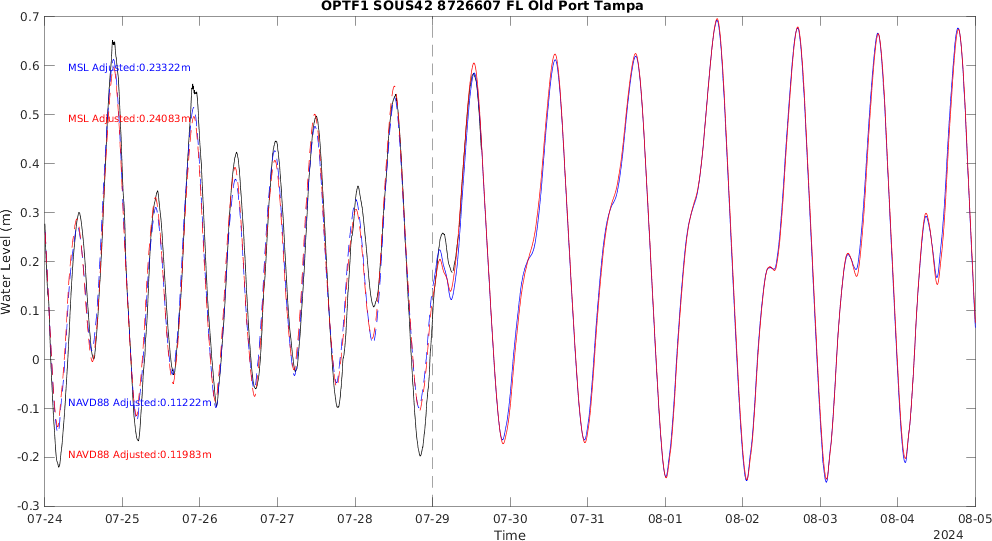 OPTF1 SOUS42 8726607 FL Old Port Tampa
0.7
0.6
0.5
0.4
0.3
0.2
0.1
0
-0.1
-0.2
-0.3
Water Level (m)
MSL Adjusted:0.23322m
MSL Adjusted:0.24083m
NAVD88 Adjusted:0.11222m
NAVD88 Adjusted:0.11983m
07-24 07-25 07-26 07-27 07-28 07-29 07-30 07-31 08-01 08-02 08-03 08-04 08-05
Time
2024